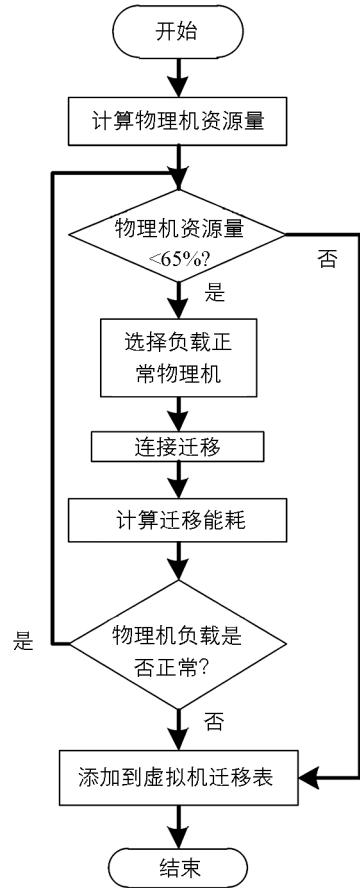 开始
计算物理机资源量
物理机资源量
<65%?
否
是
选择负载正
常物理机
连接迁移
计算迁移能耗
物理机负载是
否正常?
是
否
添加到虚拟机迁移表
结束